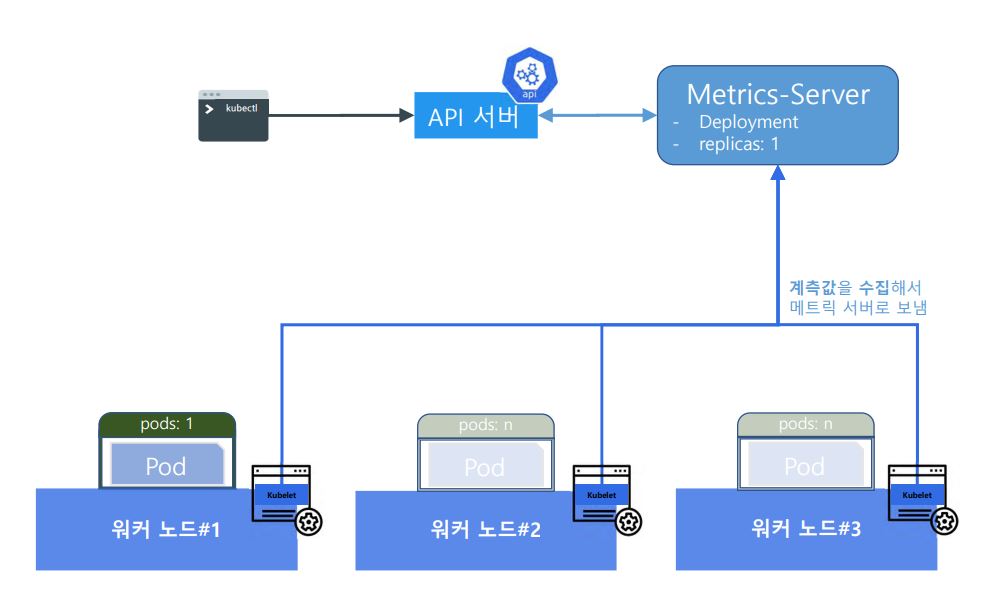 kubectl
api
API 서버
Metrics-Server
- Deployment
- replicas: 1
계측값을 수집해서
메트릭 서버로 보냄
pods: 1
Pod
Kubelet
워커 노드#1
pods: n
Pod
Kubelet
워커 노드#2
pods: n
Pod
Kubelet
워커 노드#3